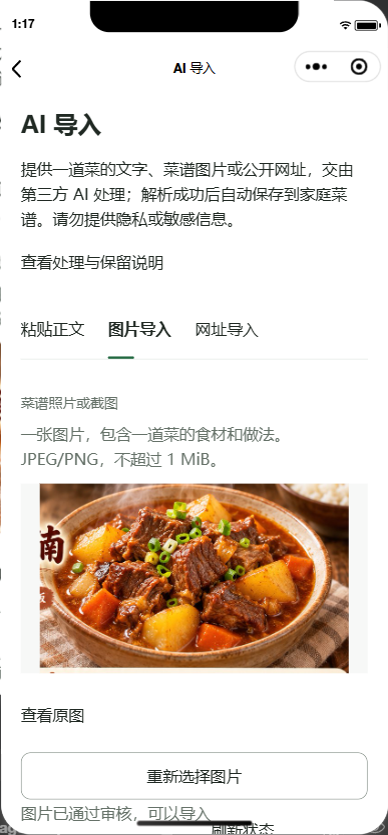 1:17
AI 导入
AI 导入
提供一道菜的文字、菜谱图片或公开网址，交由
第三方 AI 处理；解析成功后自动保存到家庭菜
谱。请勿提供隐私或敏感信息。
查看处理与保留说明
粘贴正文 图片导入 网址导入
菜谱照片或截图
一张图片，包含一道菜的食材和做法。
JPEG/PNG，不超过 1 MiB。
南
查看原图
重新选择图片
图片已通过审核，可以导入
刷新状态